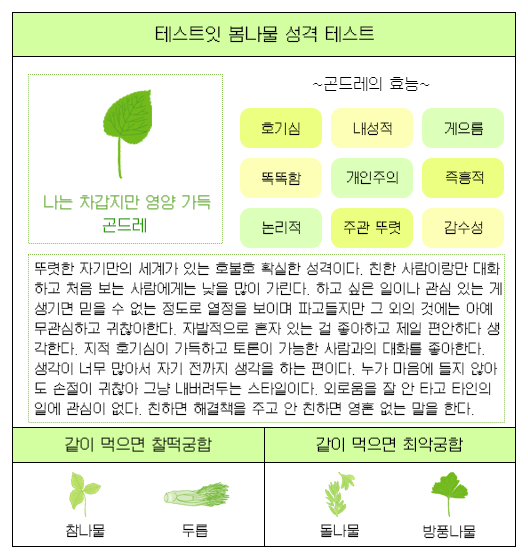 테스트잇 봄나물 성격 테스트
~곤드레의 효능~
호기심 내성적 게으름
똑똑함 개인주의 즉흥적
논리적 주관 뚜렷 감수성
나는 차갑지만 영양 가득
곤드레
뚜렷한 자기만의 세계가 있는 호불호 확실한 성격이다. 친한 사람이랑만 대화
하고 처음 보는 사람에게는 낯을 많이 가린다. 하고 싶은 일이나 관심 있는 게
생기면 믿을 수 없는 정도로 열정을 보이며 파고들지만 그 외의 것에는 아예
무관심하고 귀찮아한다. 자발적으로 혼자 있는 걸 좋아하고 제일 편안하다 생
각한다. 지적 호기심이 가득하고 토론이 가능한 사람과의 대화를 좋아한다.
생각이 너무 많아서 자기 전까지 생각을 하는 편이다. 누가 마음에 들지 않아
도 손절이 귀찮아 그냥 내버려두는 스타일이다. 외로움을 잘 안 타고 타인의
일에 관심이 없다. 친하면 해결책을 주고 안 친하면 영혼 없는 말을 한다.
같이 먹으면 찰떡궁합
참나물 두릅
같이 먹으면 최악궁합
돌나물 방풍나물